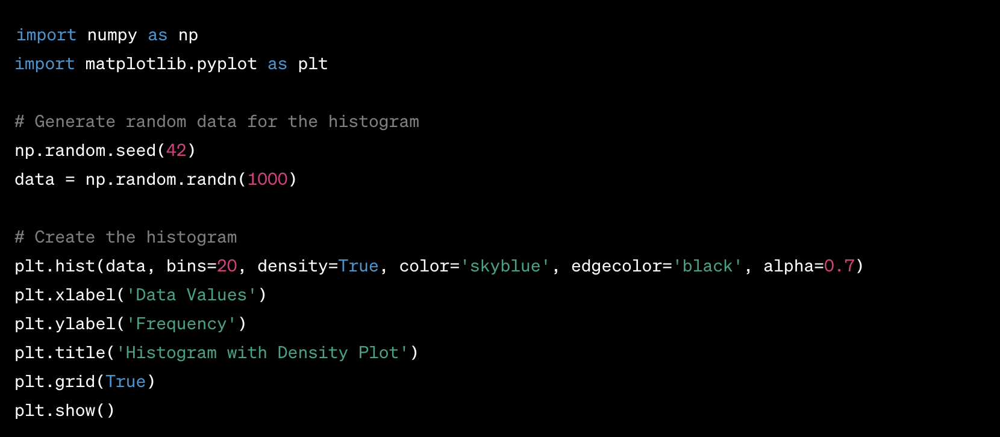 import numpy as np
import matplotlib.pyplot as plt
# Generate random data for the histogram
np.random.seed(42)
data = np.random.randn(1000)
# Create the histogram
plt.hist(data, bins=20, density=True, color='skyblue', edgecolor='black', alpha=0.7)
plt.xlabel('Data Values')
plt.ylabel('Frequency')
plt.title('Histogram with Density Plot')
plt.grid(True)
plt.show()